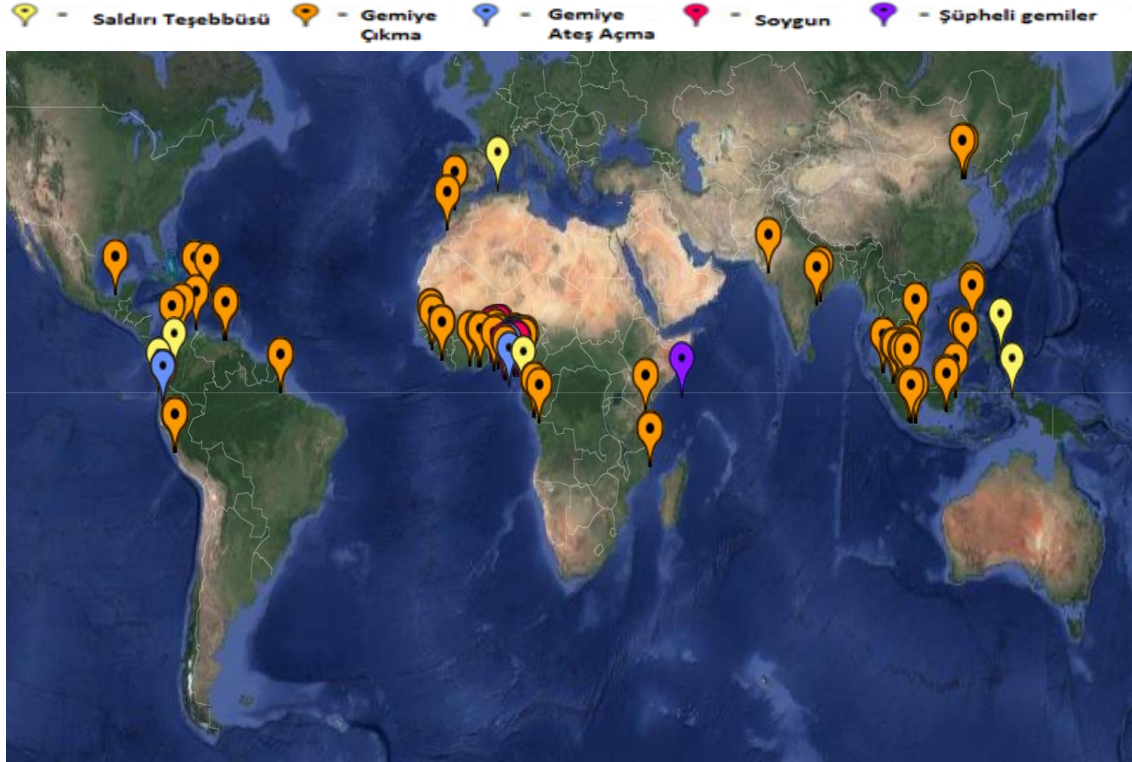 - Saldırı Teşebbüsü - Gemiye Çıkma - Gemiye Ateş Açma - Soygun - Şüpheli gemiler